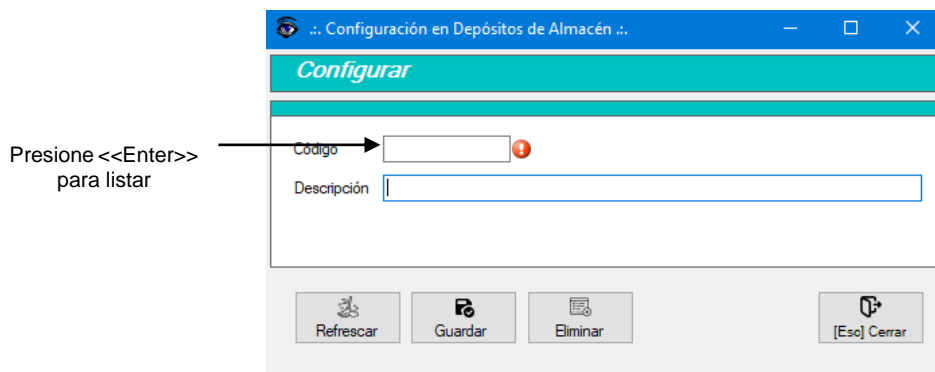 .:. Configuración en Depósitos de Almacén .:.
Configurar
Presione <<Enter>>
para listar
Código
Descripción
Refrescar
Guardar
Eliminar
[Esc] Cerrar